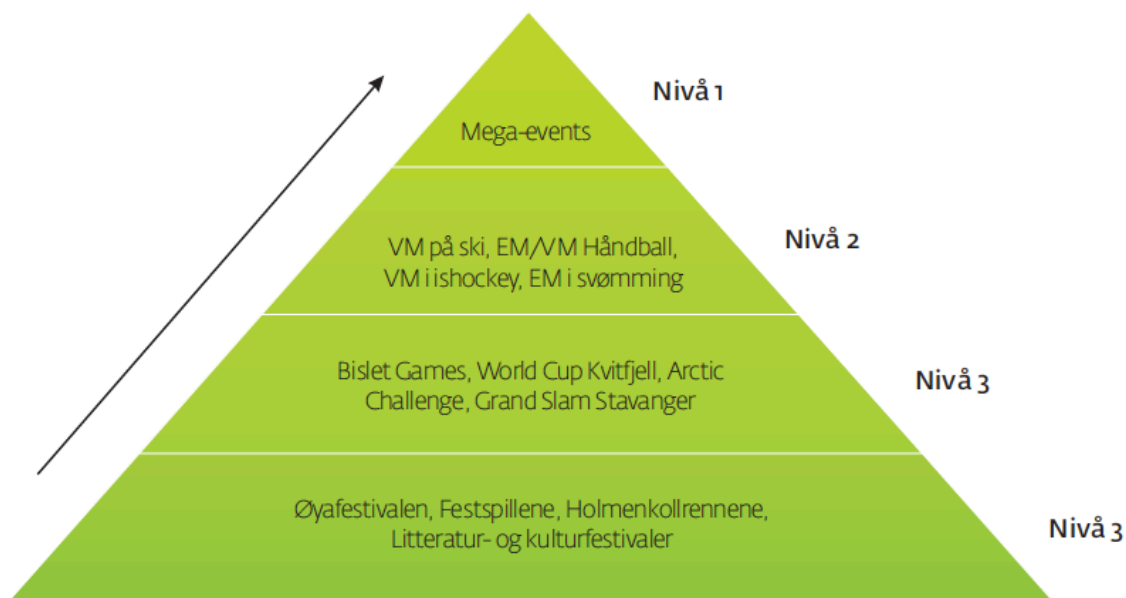 Nivå 1
Mega-events
Nivå 2
VM på ski, EM/VM Håndball,
VM i ishockey, EM i svømming
Nivå 3
Bislet Games, World Cup Kvitfjell, Arctic
Challenge, Grand Slam Stavanger
Nivå 3
Øyafestivalen, Festspillene, Holmenkollrennene,
Litteratur- og kulturfestivaler